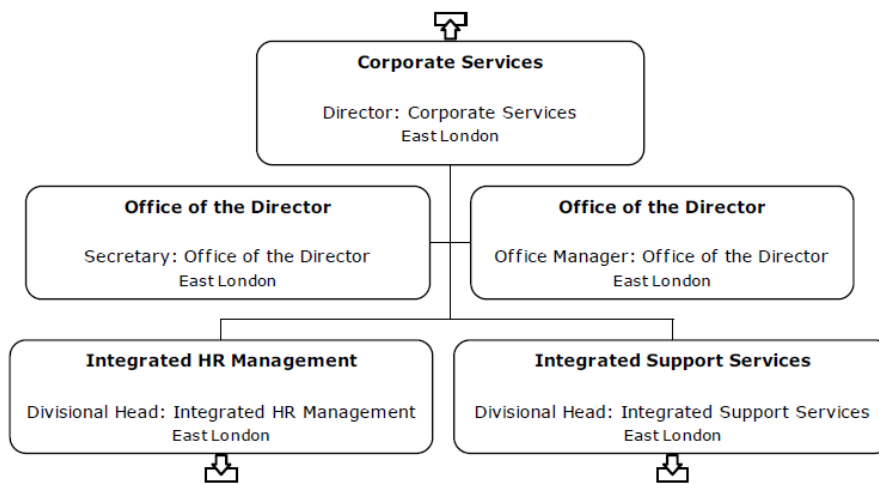 Corporate Services
Director: Corporate Services
East London
Office of the Director
Secretary: Office of the Director
East London
Office of the Director
Office Manager: Office of the Director
East London
Integrated HR Management
Divisional Head: Integrated HR Management
East London
Integrated Support Services
Divisional Head: Integrated Support Services
East London